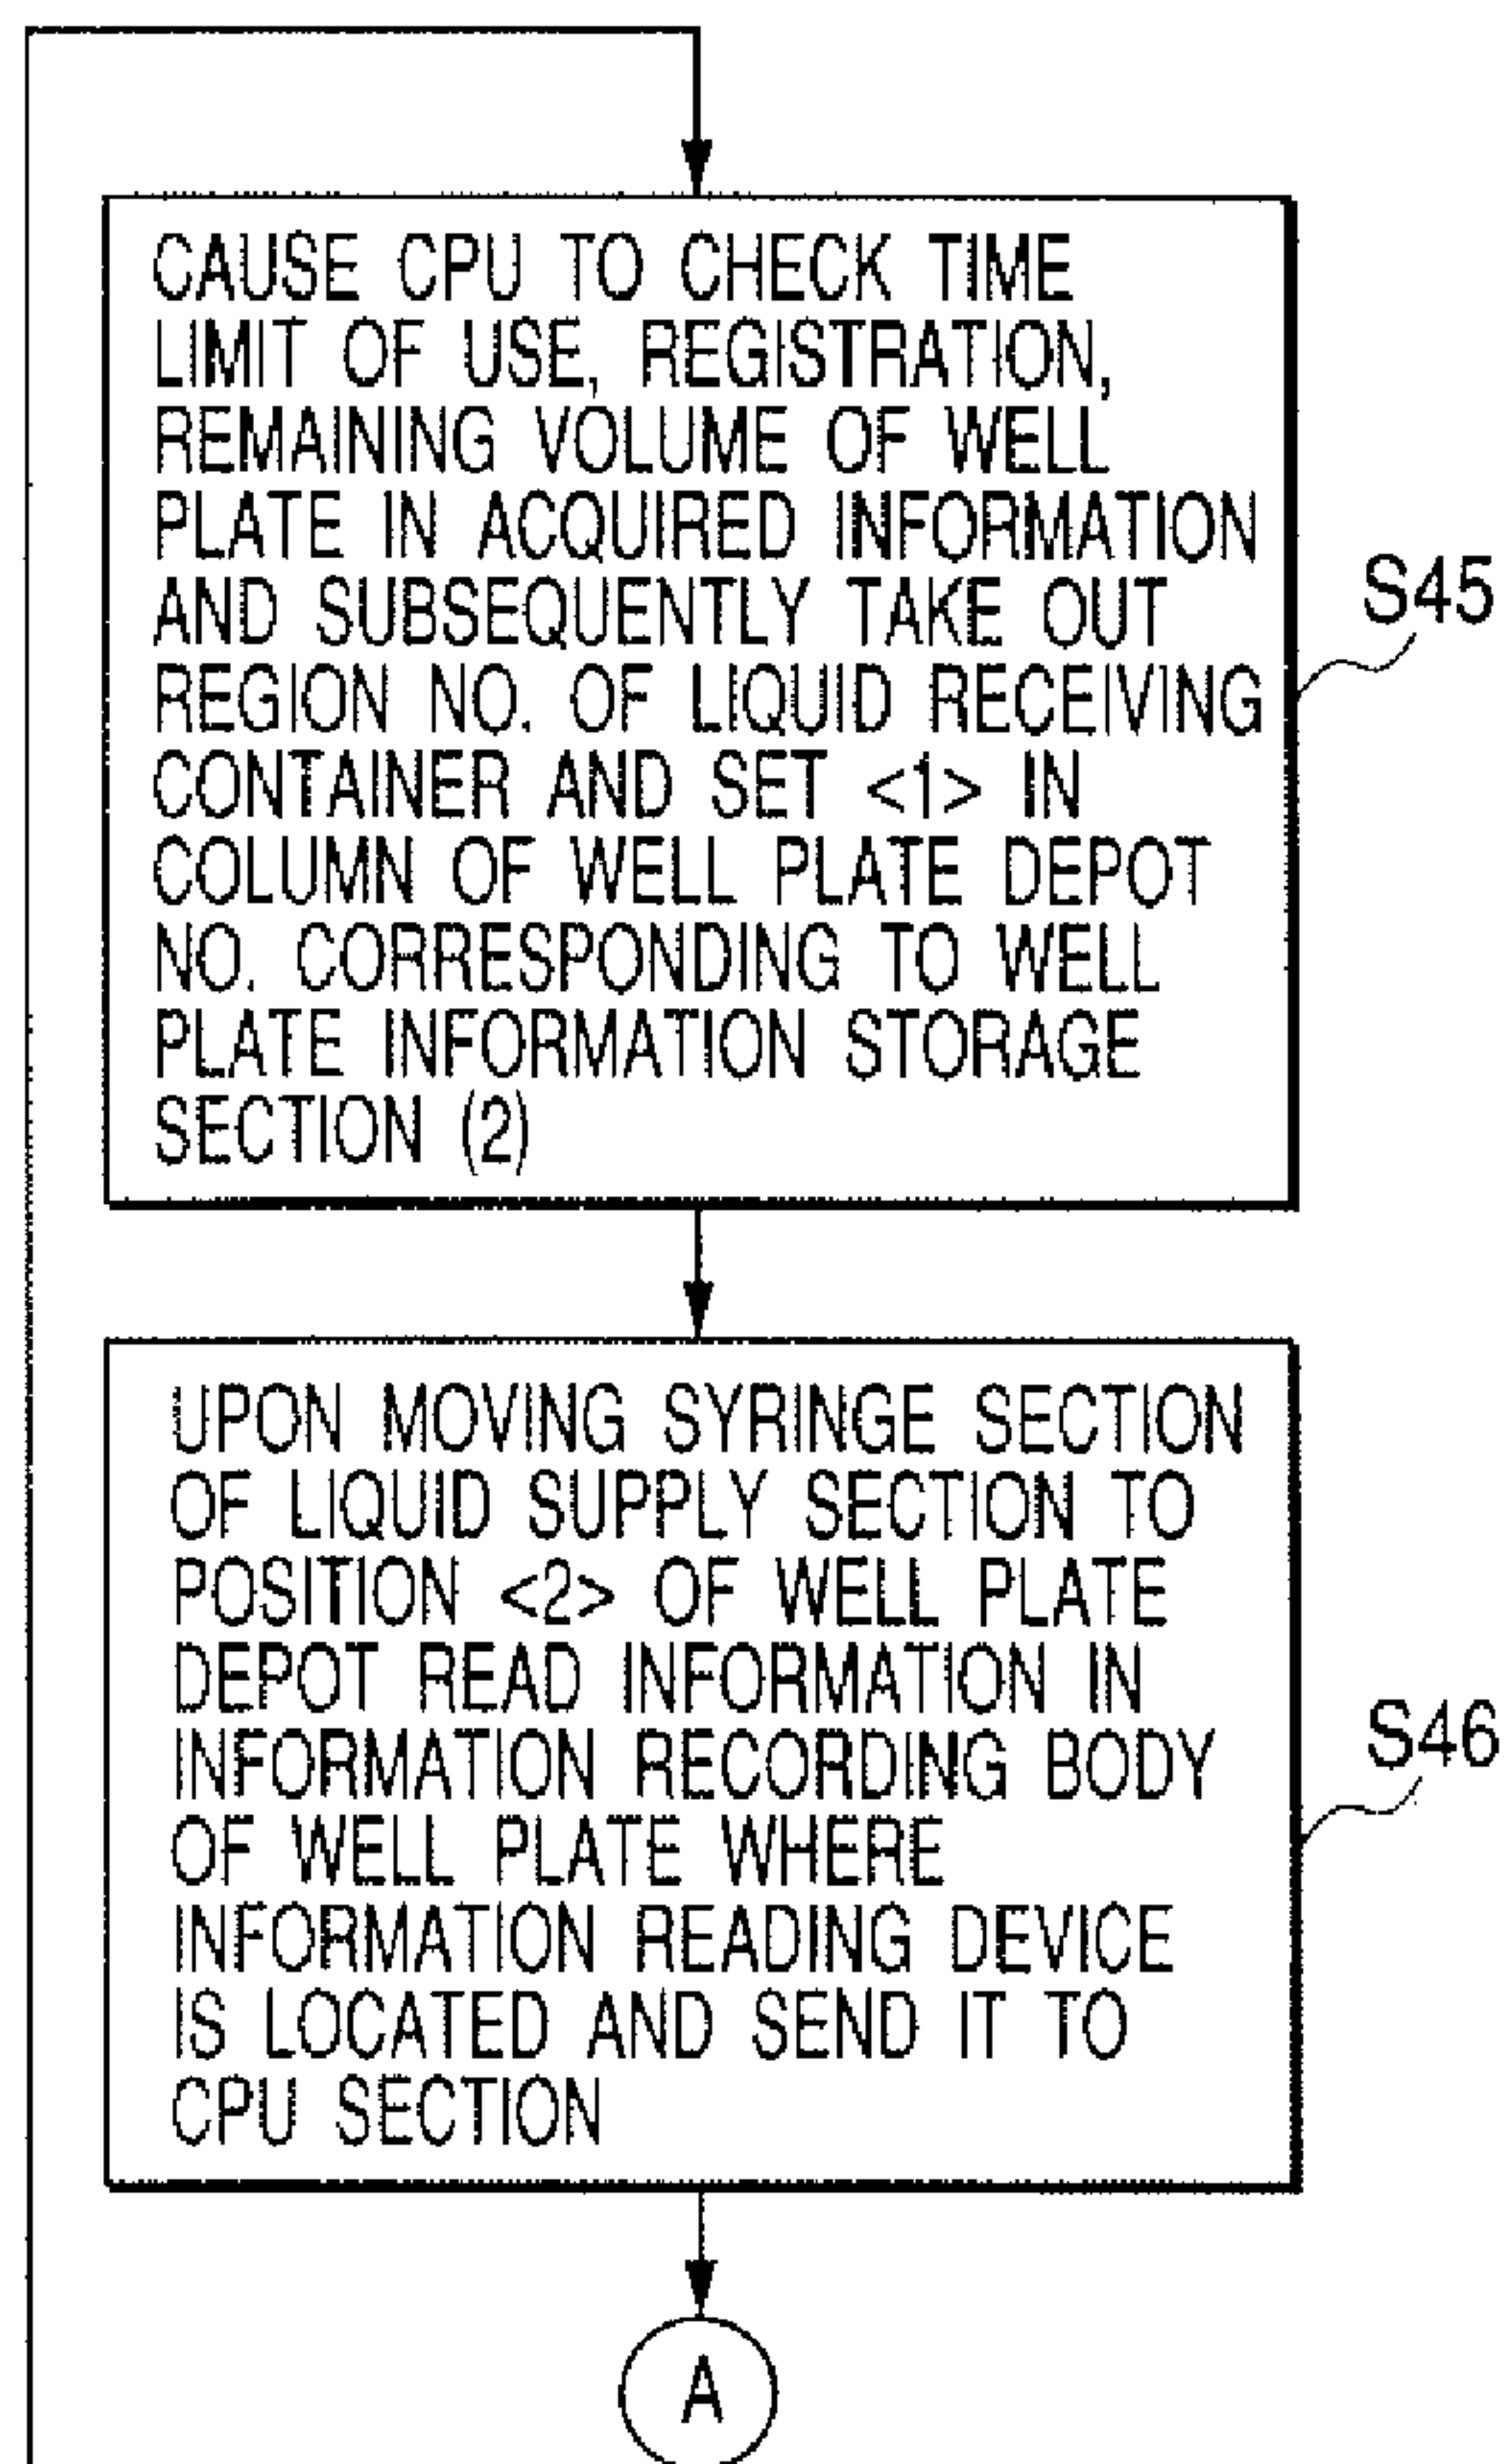 CAUSE CPU TO CHECK TIME
LIMIT OF USE, REGISTRATION,
REMAINING VOLUME OF WELL
PLATE IN ACQUIRED INFORMATION
AND SUBSEQUENTLY TAKE OUT
REGION NO. OF LIQUID RECEIVING
CONTAINER AND SET <1> IN
COLUMN OF WELL PLATE DEPOT
NO. CORRESPONDING TO WELL
PLATE INFORMATION STORAGE
SECTION (2)
S45
UPON MOVING SYRINGE SECTION
OF LIQUID SUPPLY SECTION TO
POSITION <2> OF WELL PLATE
DEPOT READ INFORMATION IN
INFORMATION RECORDING BODY
OF WELL PLATE WHERE
INFORMATION READING DEVICE
IS LOCATED AND SEND IT TO
CPU SECTION
S46
A